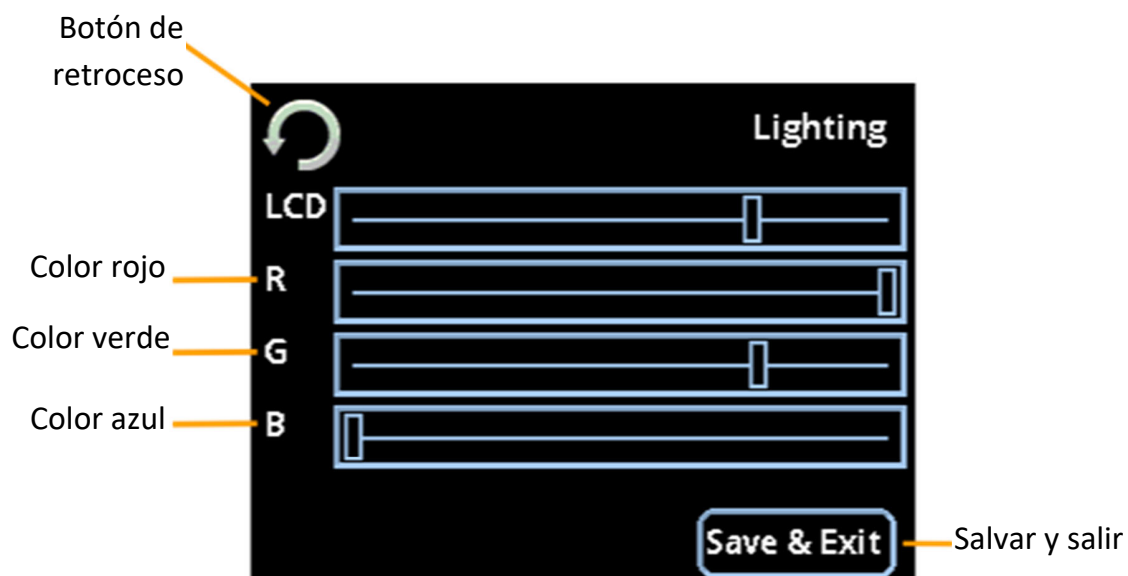 Botón de
retroceso
Lighting
LCD
Color rojo
R
Color verde
G
Color azul
B
Save & Exit
Salvar y salir